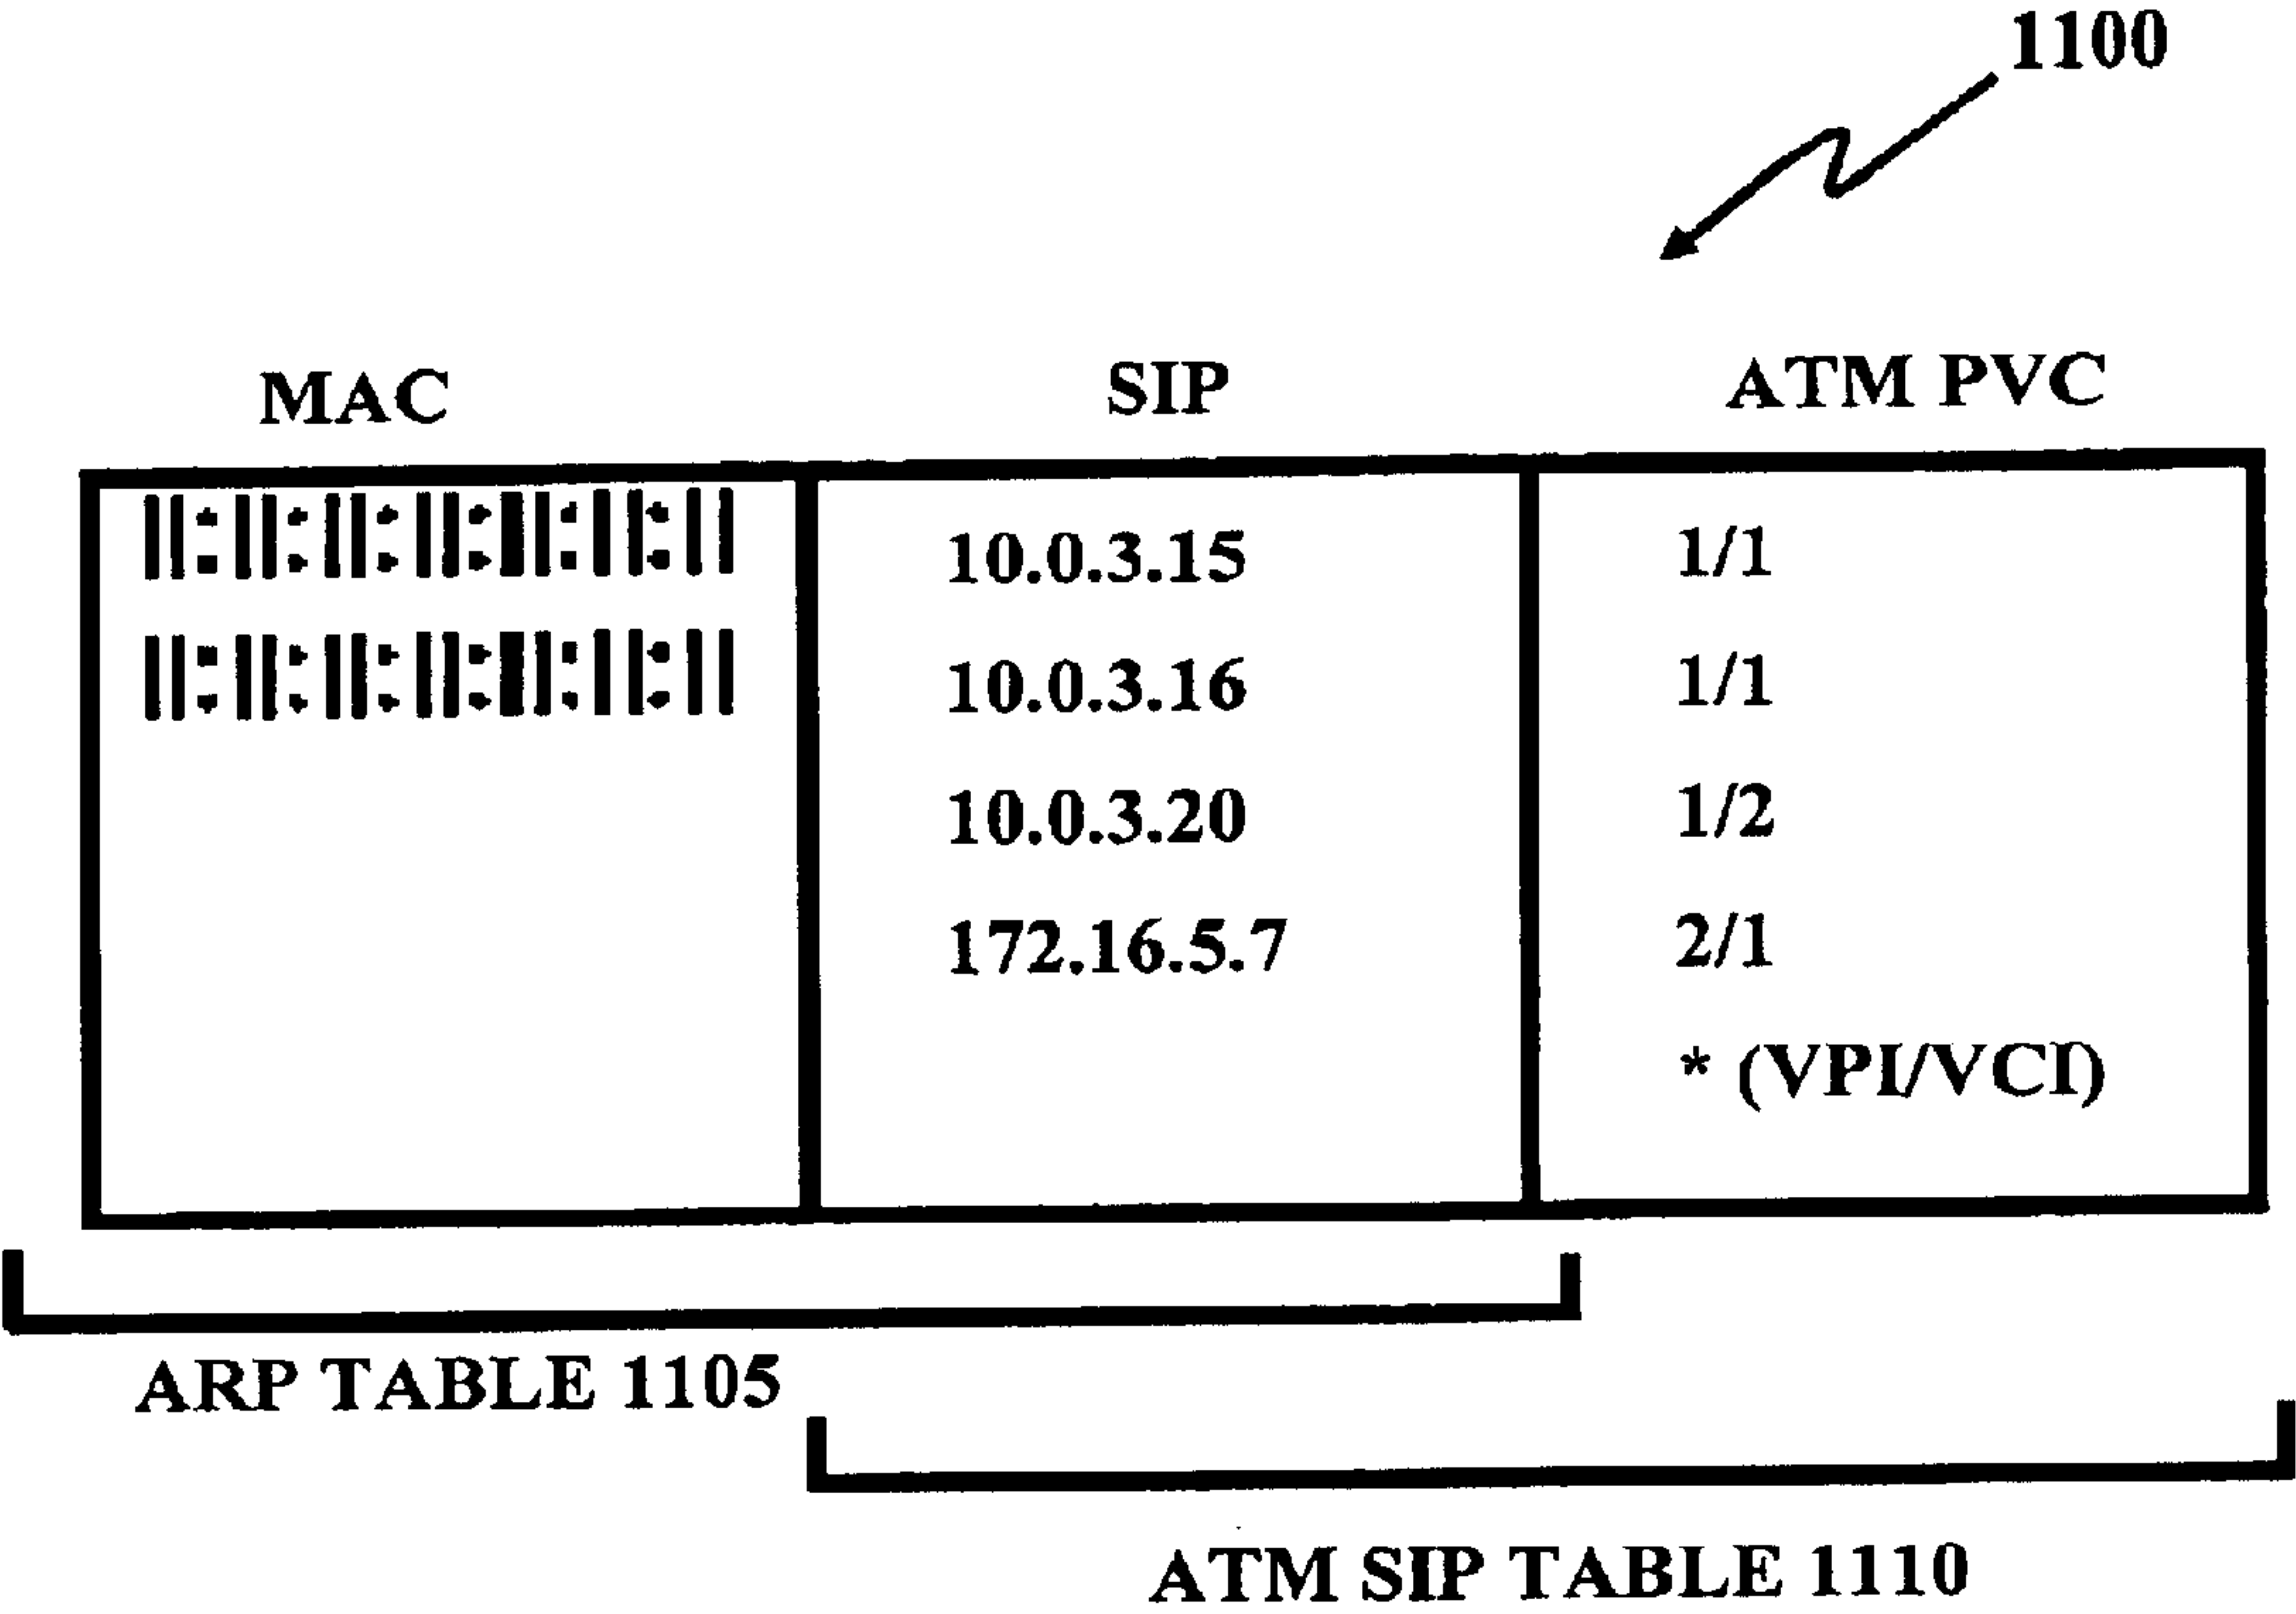 1100
MAC SIP ATM PVC
||:||:||:||:||:||:|| 10.0.3.15 1/1
||:||:||:||:||:||:|| 10.0.3.16 1/1
10.0.3.20 1/2
172.16.5.7 2/1
* (VPI/VCI)
ARP TABLE 1105
ATM SIP TABLE 1110